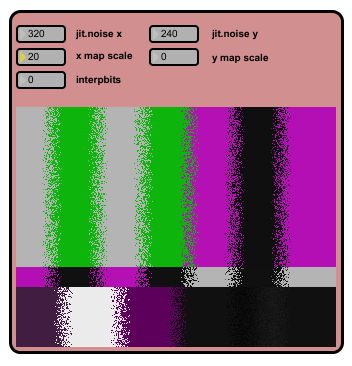 320 jit.noise x 240 jit.noise y
20 x map scale 0 y map scale
0 interpbits